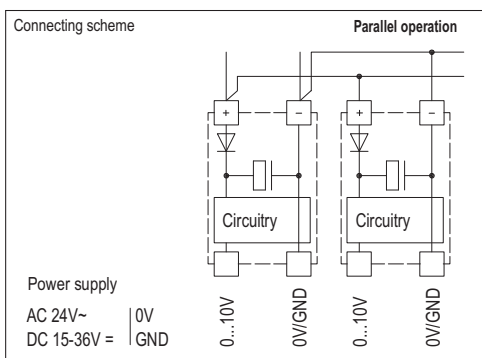 Connecting scheme
Parallel operation
+ − + −
Circuitry Circuitry
Power supply
AC 24V~ 0V
DC 15-36V = GND
0...10V
0V/GND
0...10V
0V/GND